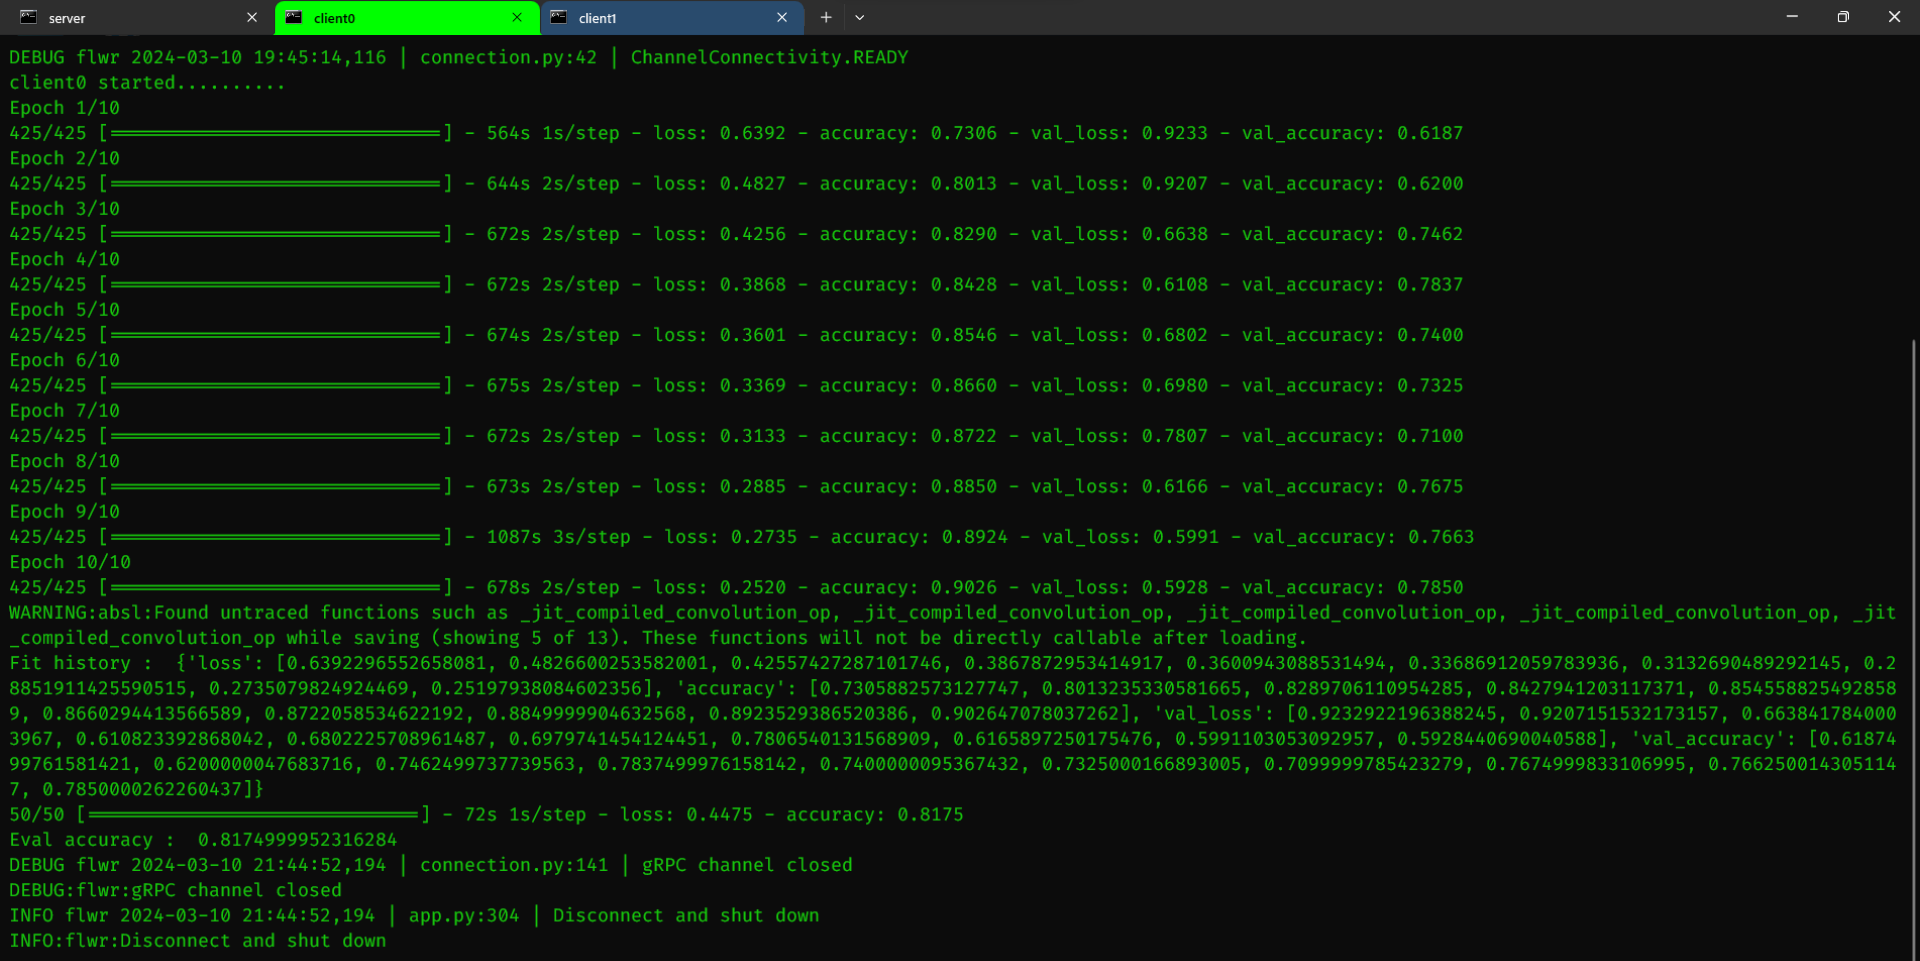 server
client0
client1
DEBUG flwr 2024-03-10 19:45:14,116 | connection.py:42 | ChannelConnectivity.READY
client0 started..........
Epoch 1/10
425/425 [==============================] - 564s 1s/step - loss: 0.6392 - accuracy: 0.7306 - val_loss: 0.9233 - val_accuracy: 0.6187
Epoch 2/10
425/425 [==============================] - 644s 2s/step - loss: 0.4827 - accuracy: 0.8013 - val_loss: 0.9207 - val_accuracy: 0.6200
Epoch 3/10
425/425 [==============================] - 672s 2s/step - loss: 0.4256 - accuracy: 0.8290 - val_loss: 0.6638 - val_accuracy: 0.7462
Epoch 4/10
425/425 [==============================] - 672s 2s/step - loss: 0.3868 - accuracy: 0.8428 - val_loss: 0.6108 - val_accuracy: 0.7837
Epoch 5/10
425/425 [==============================] - 674s 2s/step - loss: 0.3601 - accuracy: 0.8546 - val_loss: 0.6802 - val_accuracy: 0.7400
Epoch 6/10
425/425 [==============================] - 675s 2s/step - loss: 0.3369 - accuracy: 0.8660 - val_loss: 0.6980 - val_accuracy: 0.7325
Epoch 7/10
425/425 [==============================] - 672s 2s/step - loss: 0.3133 - accuracy: 0.8722 - val_loss: 0.7807 - val_accuracy: 0.7100
Epoch 8/10
425/425 [==============================] - 673s 2s/step - loss: 0.2885 - accuracy: 0.8850 - val_loss: 0.6166 - val_accuracy: 0.7675
Epoch 9/10
425/425 [==============================] - 1087s 3s/step - loss: 0.2735 - accuracy: 0.8924 - val_loss: 0.5991 - val_accuracy: 0.7663
Epoch 10/10
425/425 [==============================] - 678s 2s/step - loss: 0.2520 - accuracy: 0.9026 - val_loss: 0.5928 - val_accuracy: 0.7850
WARNING:absl:Found untraced functions such as _jit_compiled_convolution_op, _jit_compiled_convolution_op, _jit_compiled_convolution_op, _jit_compiled_convolution_op, _jit
_compiled_convolution_op while saving (showing 5 of 13). These functions will not be directly callable after loading.
Fit history :  {'loss': [0.6392296552658081, 0.4826600253582001, 0.42557427287101746, 0.3867872953414917, 0.3600943088531494, 0.33686912059783936, 0.3132690489292145, 0.2
88519114255905​15, 0.2735079824924469, 0.25197938084602356], 'accuracy': [0.7305882573127747, 0.8013235330581665, 0.8289706110954285, 0.8427941203117371, 0.854558825492858
9, 0.8660294413566589, 0.8722058534622192, 0.8849999904632568, 0.8923529386520386, 0.902647078037262], 'val_loss': [0.9232922196388245, 0.9207151532173157, 0.663841784000
3967, 0.610823392868042, 0.6802225708961487, 0.6979741454124451, 0.7806540131568909, 0.6165897250175476, 0.5991103053092957, 0.5928440690040588], 'val_accuracy': [0.61874
99761581421, 0.6200000047683716, 0.7462499737739563, 0.7837499976158142, 0.7400000095367432, 0.7325000166893005, 0.7099999785423279, 0.7674999833106995, 0.766250014305114
7, 0.7850000262260437]}
50/50 [==============================] - 72s 1s/step - loss: 0.4475 - accuracy: 0.8175
Eval accuracy :  0.8174999952316284
DEBUG flwr 2024-03-10 21:44:52,194 | connection.py:141 | gRPC channel closed
DEBUG:flwr:gRPC channel closed
INFO flwr 2024-03-10 21:44:52,194 | app.py:304 | Disconnect and shut down
INFO:flwr:Disconnect and shut down